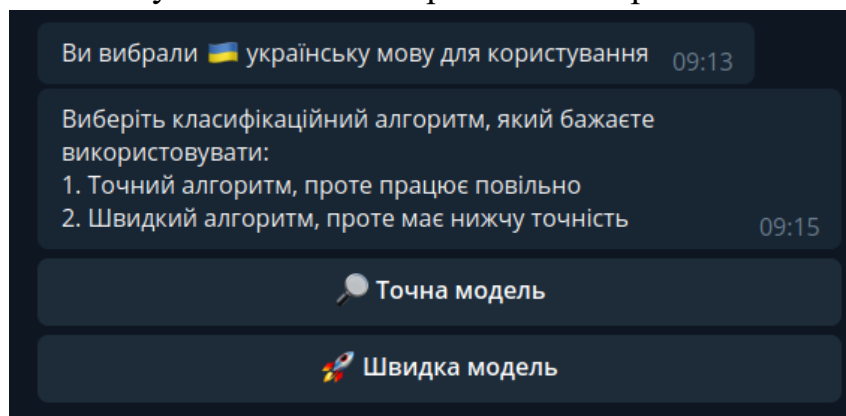 Ви вибрали 🇺🇦 українську мову для користування 09:13
Виберіть класифікаційний алгоритм, який бажаєте
використовувати:
1. Точний алгоритм, проте працює повільно
2. Швидкий алгоритм, проте має нижчу точність 09:15
🔎 Точна модель
🚀 Швидка модель